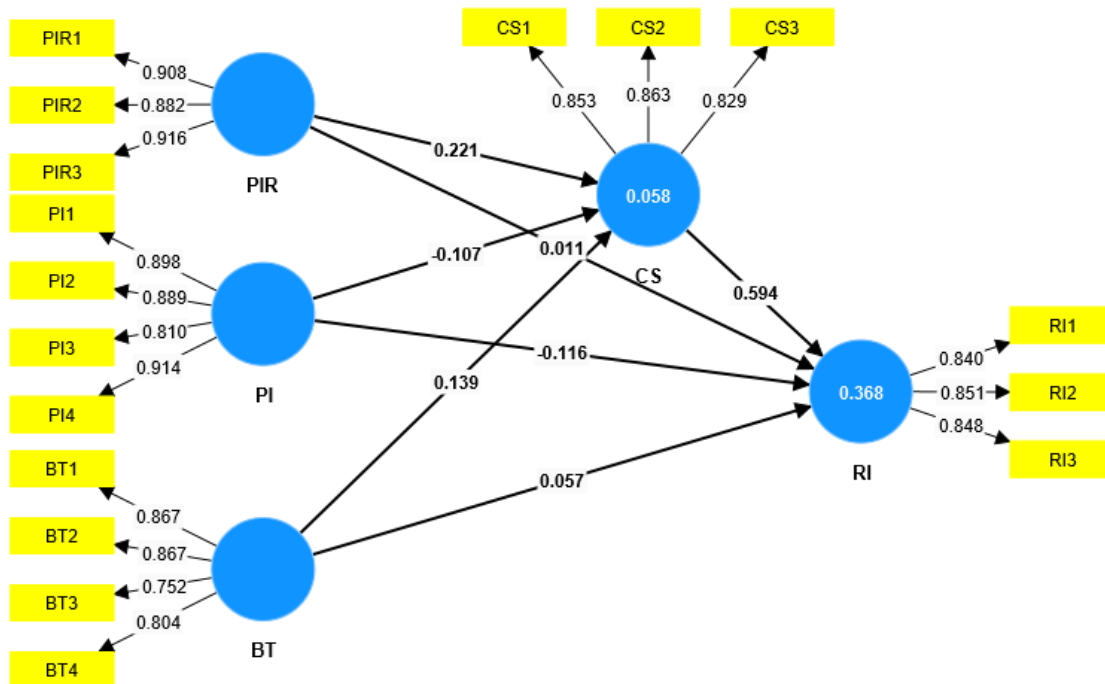 PIR1
PIR2
PIR3
0.908
0.882
0.916
PIR
CS1
CS2
CS3
0.853
0.863
0.829
0.058
CS
0.221
0.011
PI1
PI2
PI3
PI4
0.898
0.889
0.810
0.914
PI
-0.107
-0.116
0.594
BT1
BT2
BT3
BT4
0.867
0.867
0.752
0.804
BT
0.139
0.057
0.368
RI
0.840
0.851
0.848
RI1
RI2
RI3